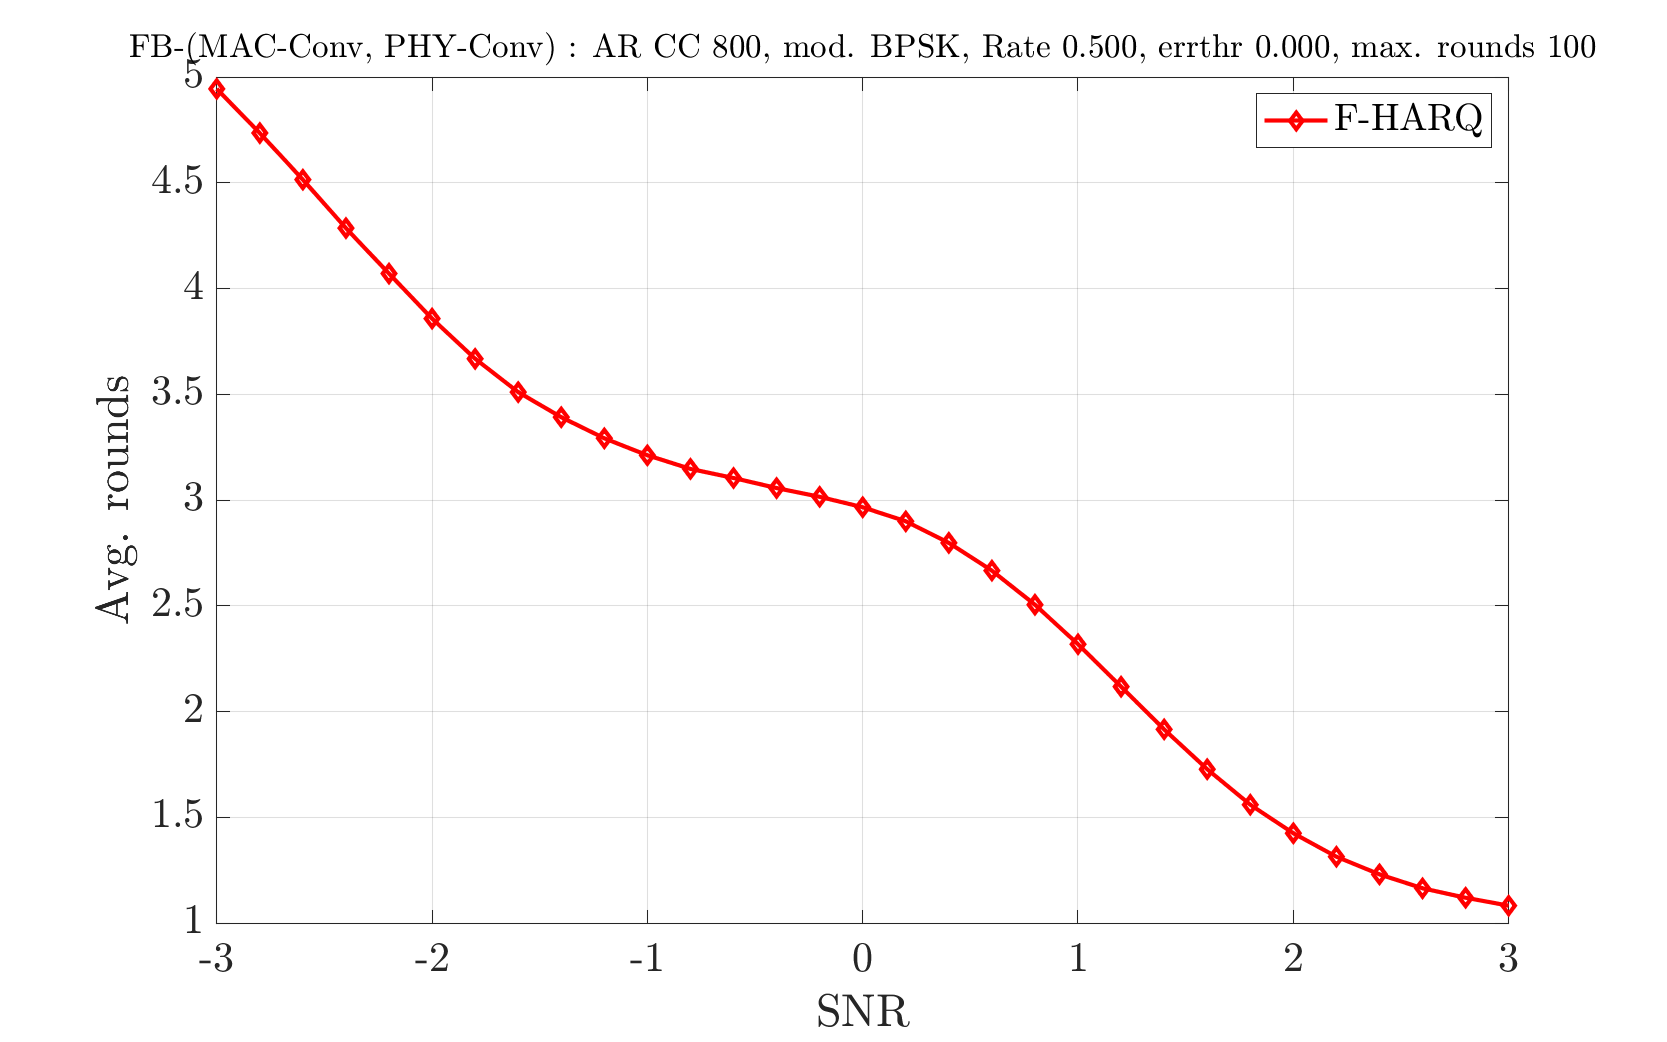 FB-(MAC-Conv, PHY-Conv) : AR CC 800, mod. BPSK, Rate 0.500, errthr 0.000, max. rounds 100
F-HARQ
5
4.5
4
3.5
3
2.5
2
1.5
1
Avg. rounds
-3 -2 -1 0 1 2 3
SNR